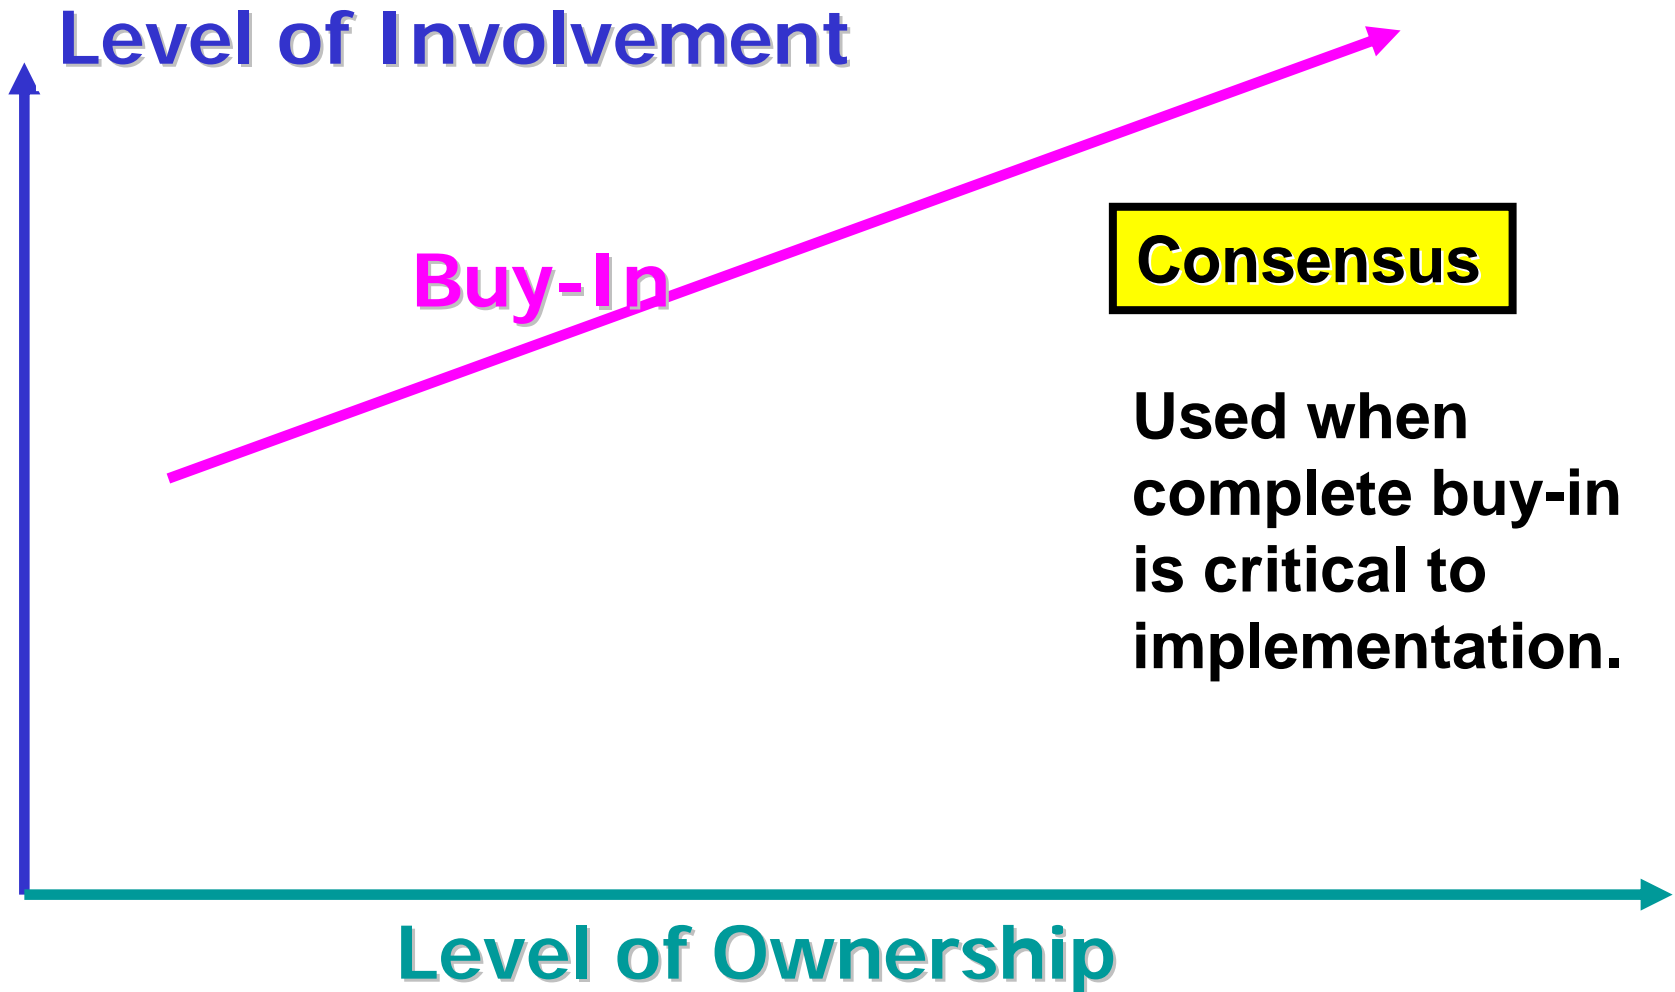 Level of Involvement
Buy-In
Consensus
Used when
complete buy-in
is critical to
implementation.
Level of Ownership